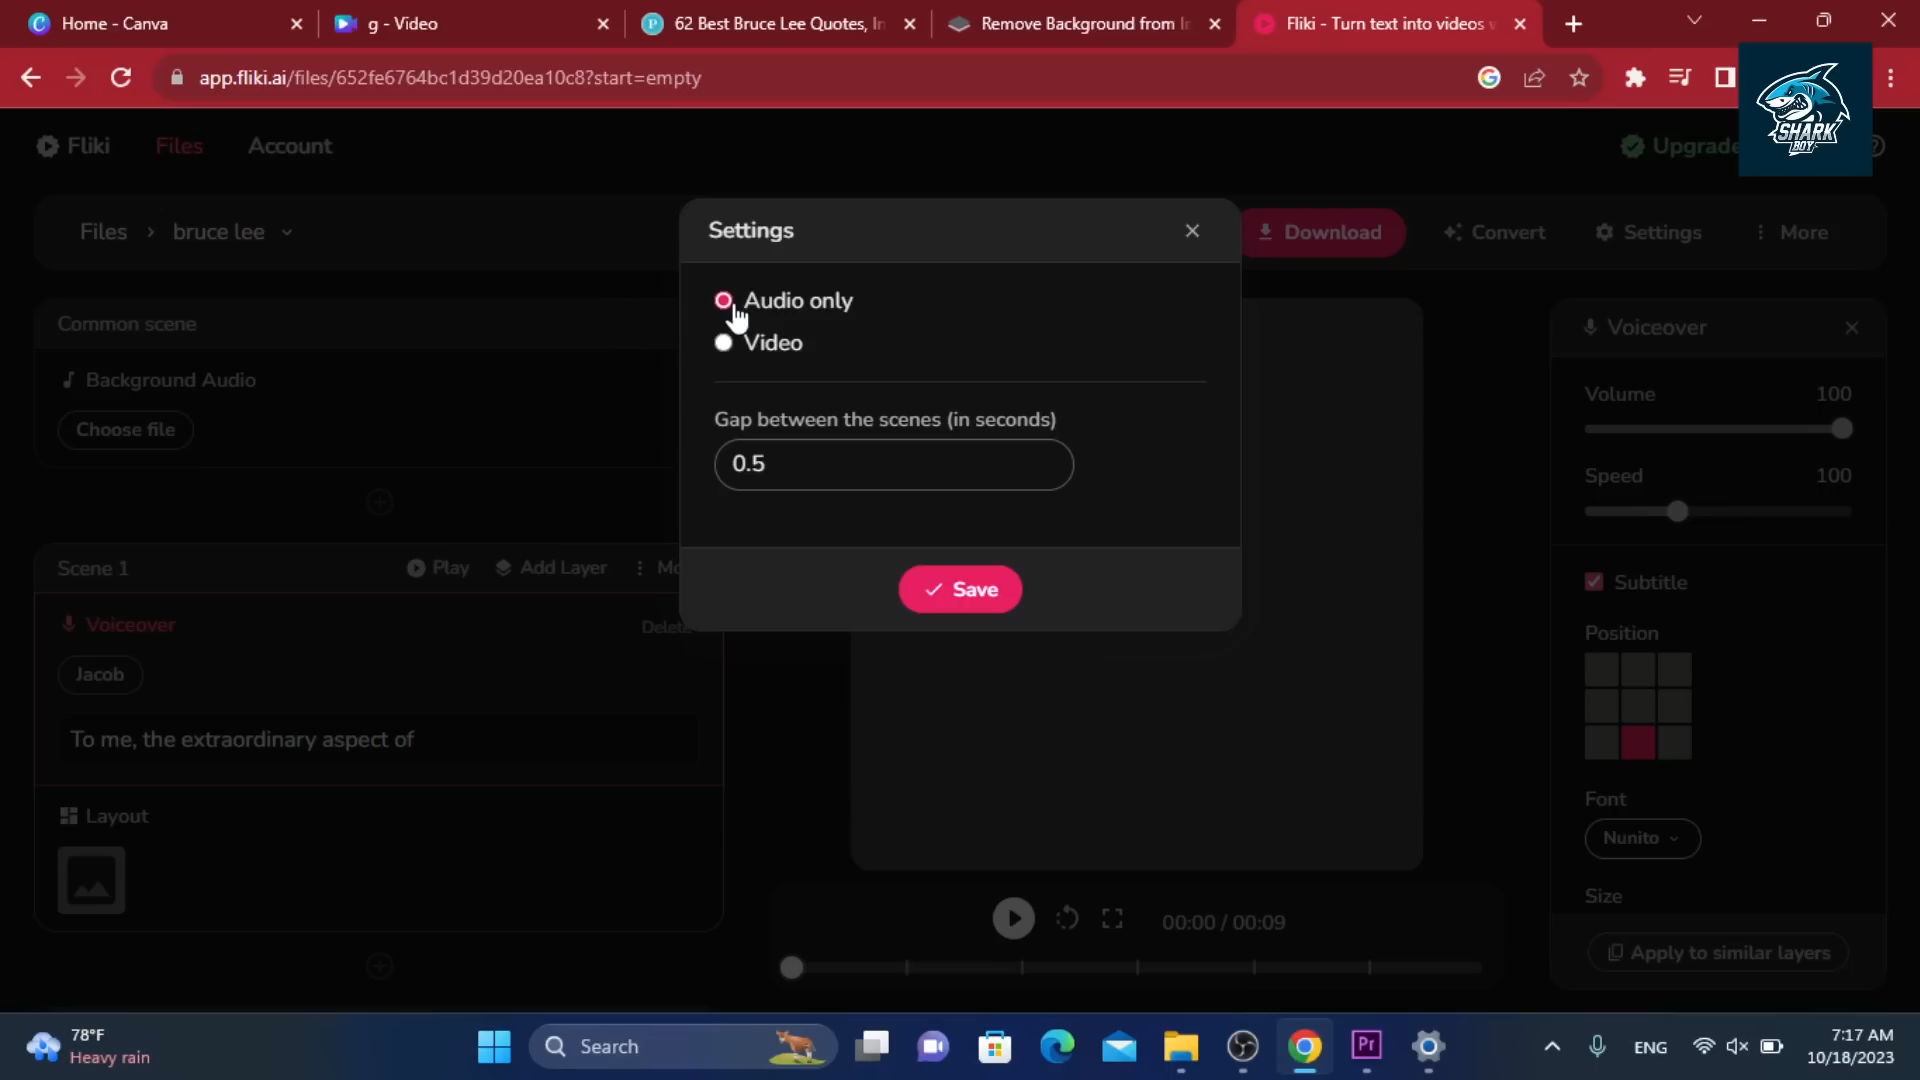 Home - Canva
g - Video
62 Best Bruce Lee Quotes, In
Remove Background from I
Fliki - Turn text into videos w
app.fliki.ai/files/652fe6764bc1d39d20ea10c8?start=empty
SHARK
BOY
Fliki
Files
Account
Upgrade
Files
bruce lee
Settings
Download
Convert
Settings
More
Audio only
Video
Gap between the scenes (in seconds)
0.5
Save
Common scene
Background Audio
Choose file
Scene 1
Play
Add Layer
Mo
Voiceover
Delete
Jacob
To me, the extraordinary aspect of
Layout
00:00 / 00:09
Voiceover
Volume 100
Speed 100
Subtitle
Position
Font
Nunito
Size
Apply to similar layers
78°F
Heavy rain
Search
Pr
ENG
7:17 AM
10/18/2023